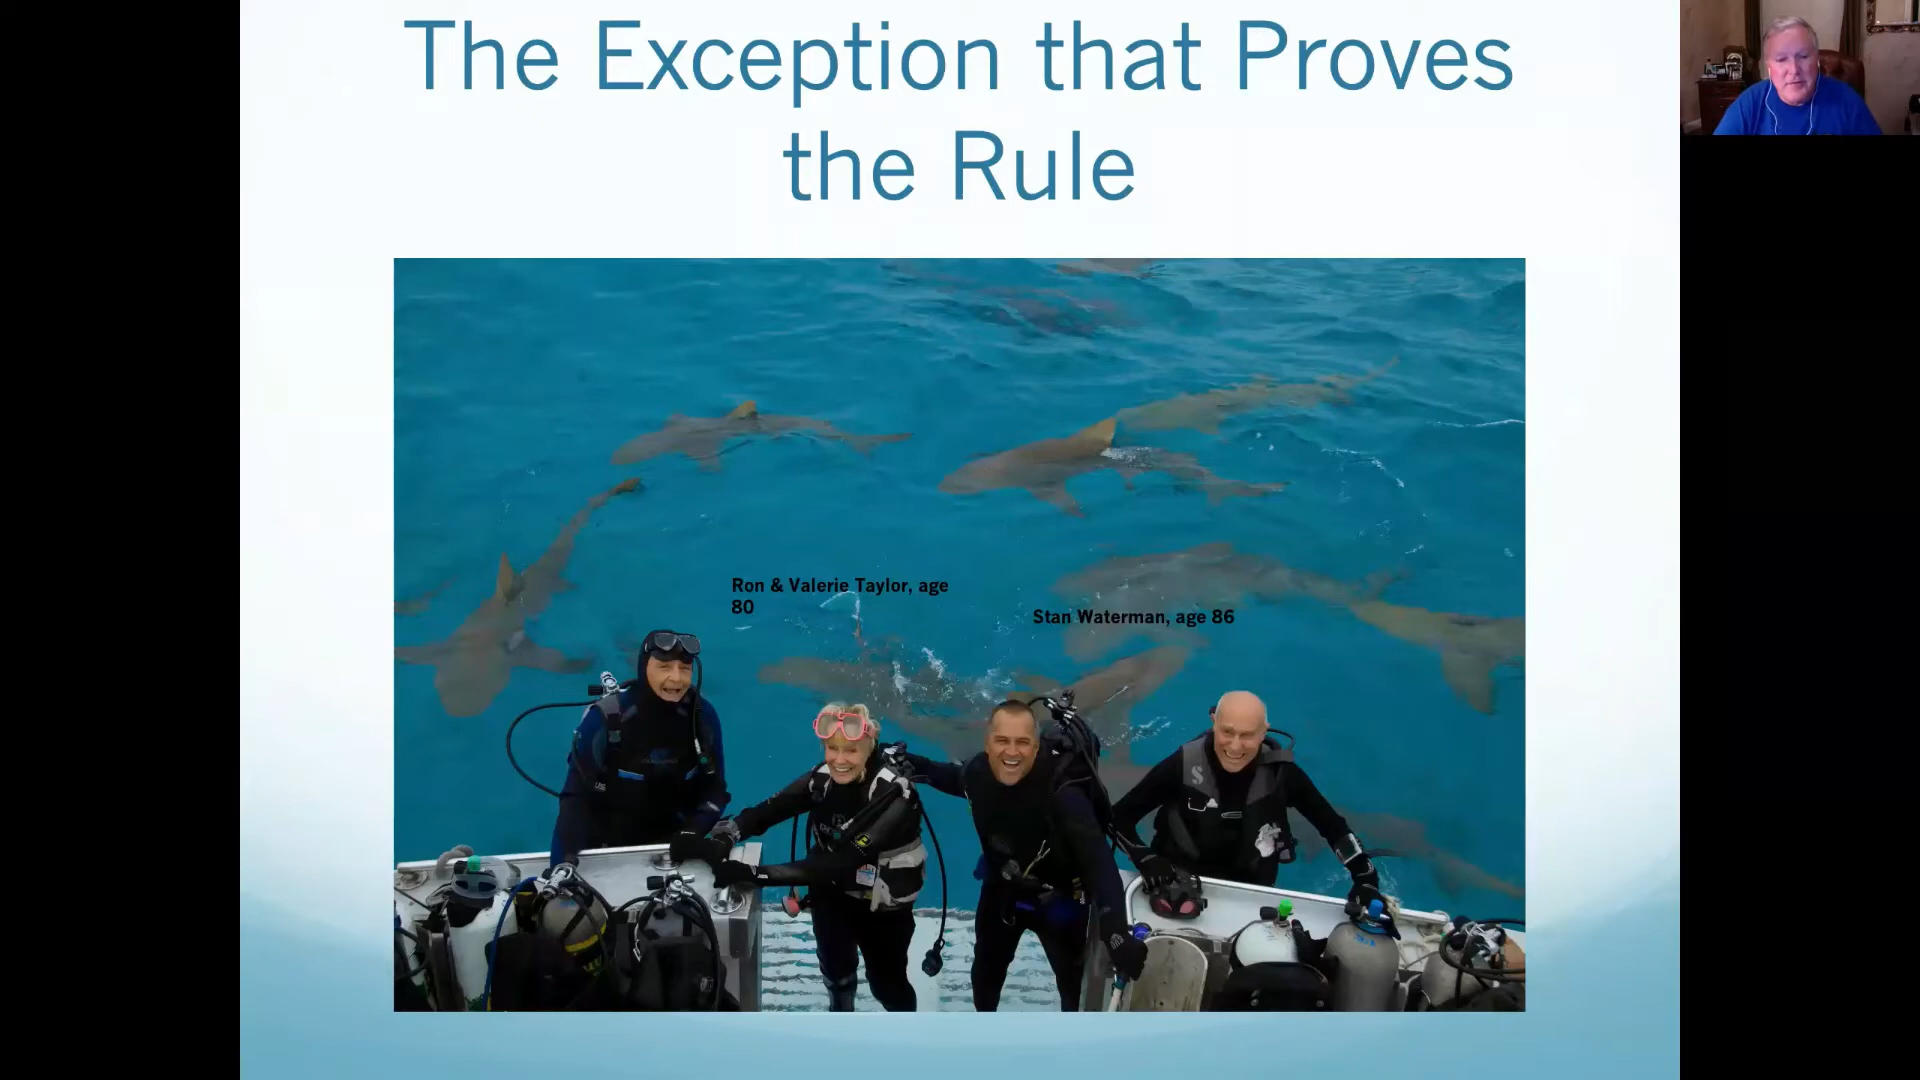 The Exception that Proves
the Rule
Ron & Valerie Taylor, age
80
Stan Waterman, age 86